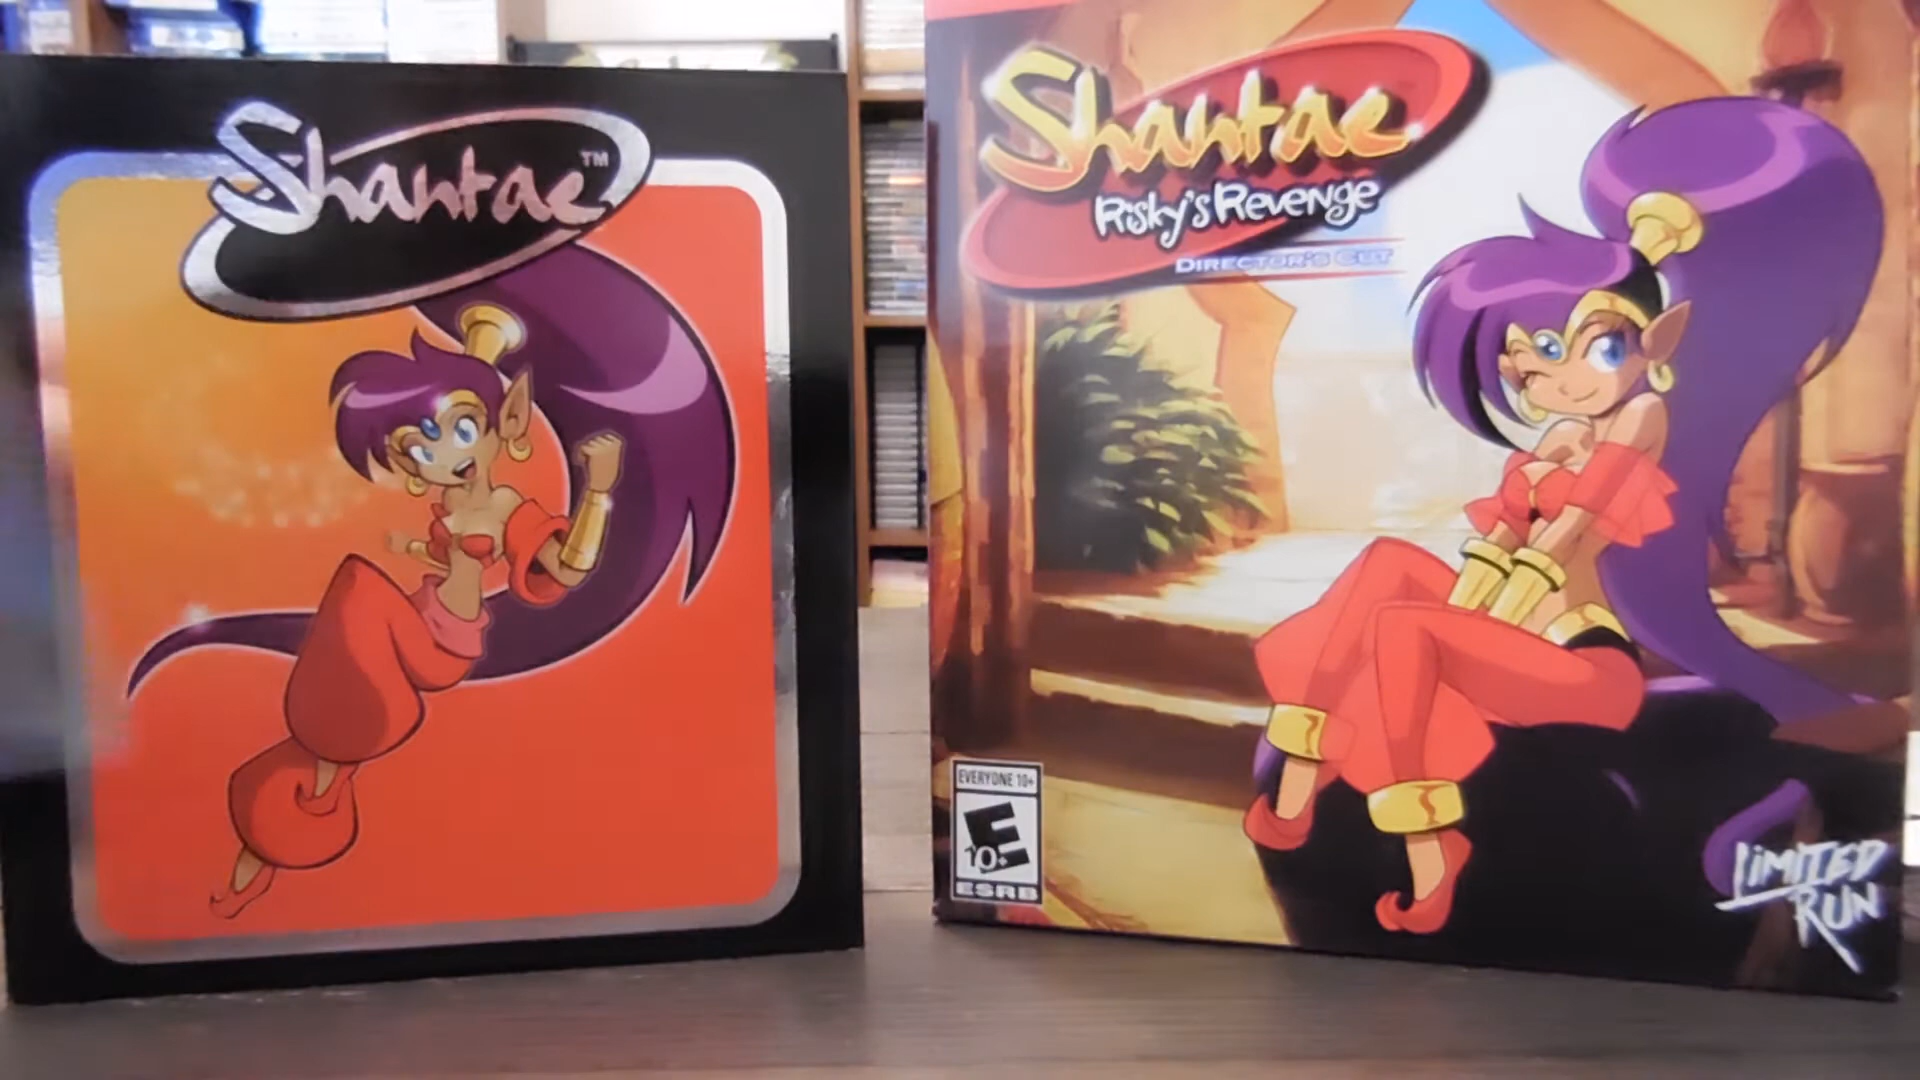 Shantae™
Shantae
Risky's Revenge
DIRECTOR'S CUT
EVERYONE 10+
E
10+
ESRB
LIMITED
RUN